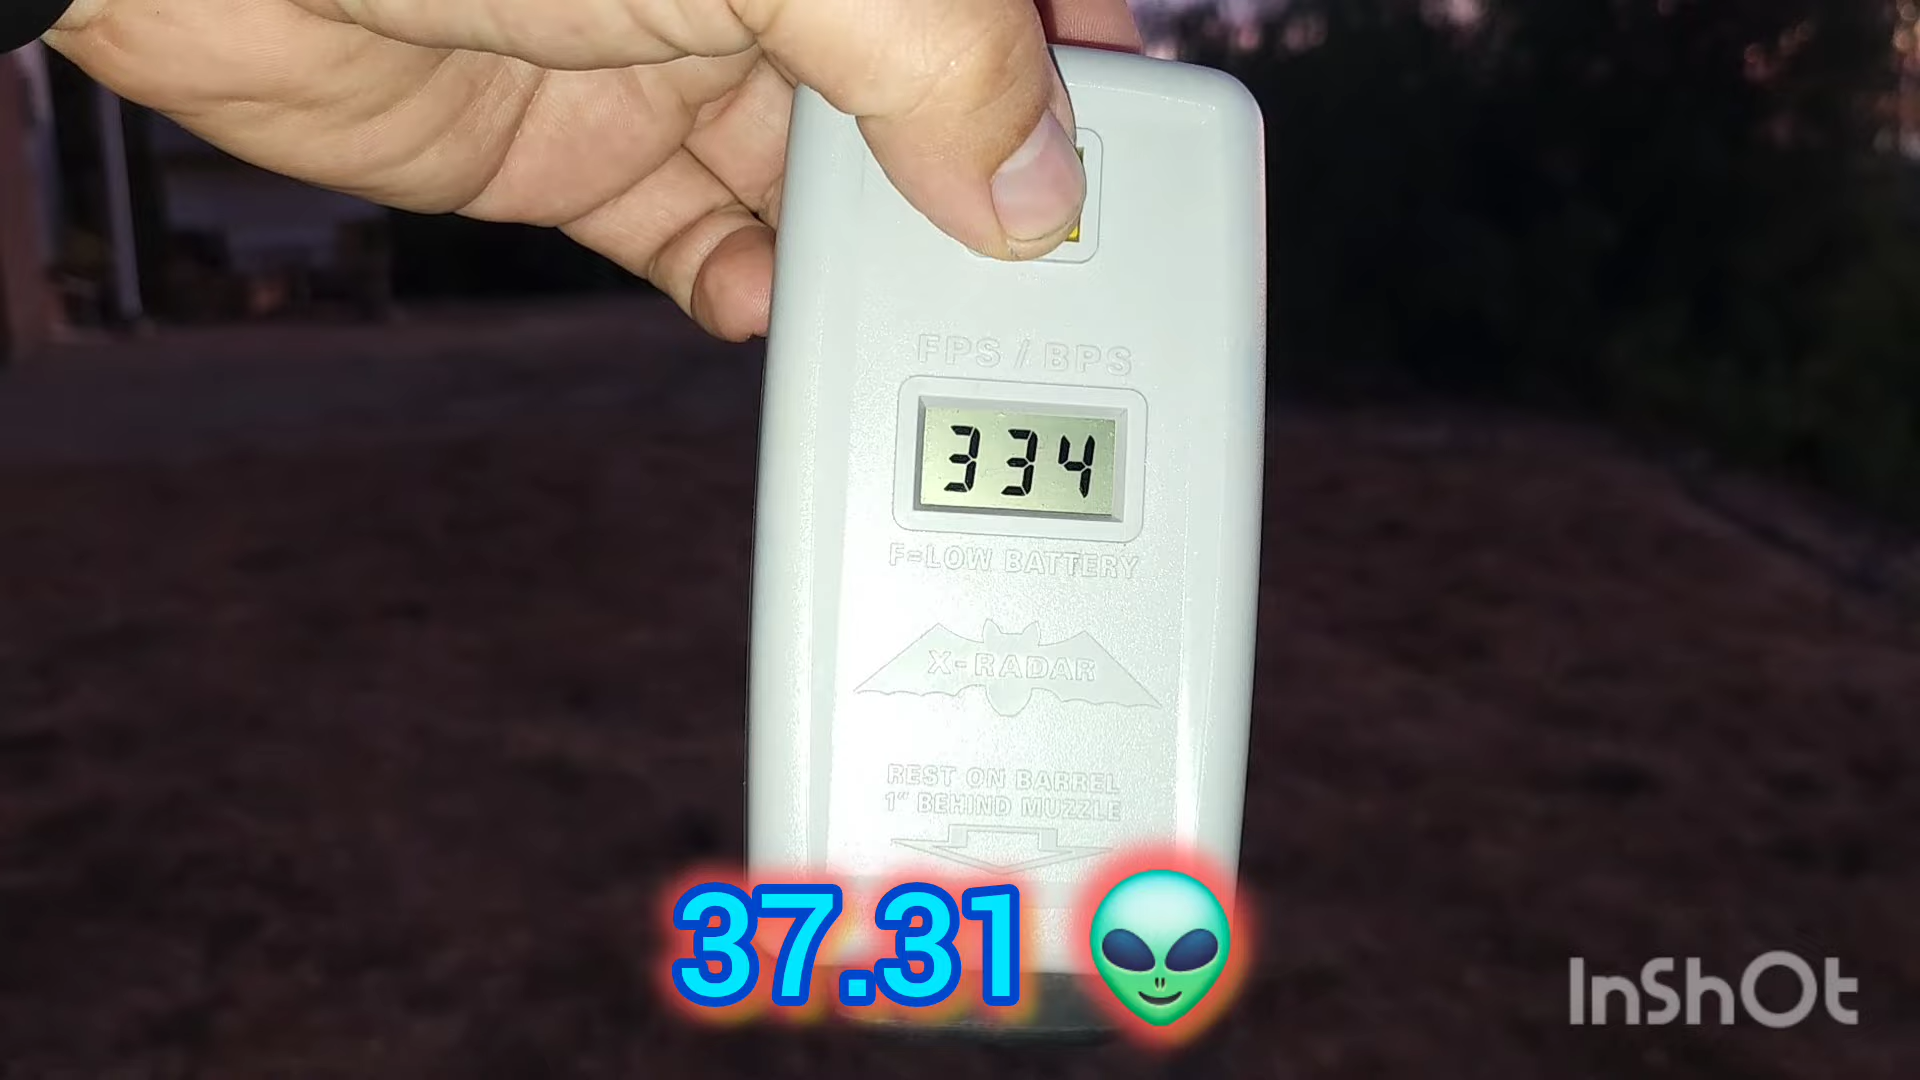 FPS / BPS
334
F=LOW BATTERY
X-RADAR
REST ON BARREL
1" BEHIND MUZZLE
37.31 👽
InShOt